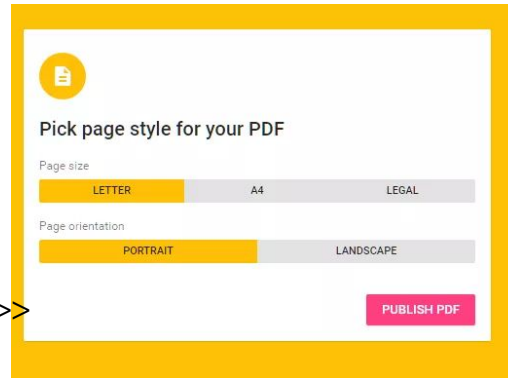 Pick page style for your PDF
Page size
LETTER A4 LEGAL
Page orientation
PORTRAIT LANDSCAPE
>>
PUBLISH PDF